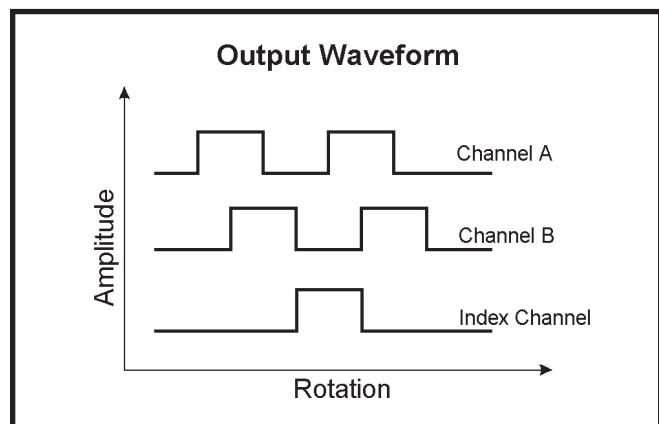 Output Waveform
Channel A
Channel B
Index Channel
Amplitude
Rotation